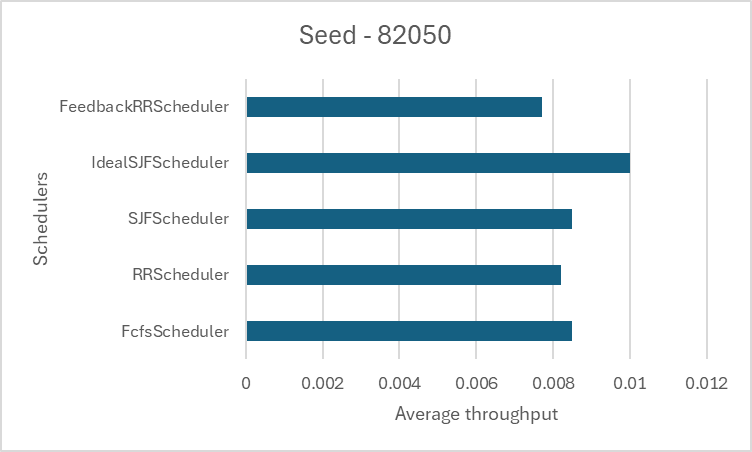 Seed - 82050
Schedulers
FeedbackRRScheduler
IdealSJFScheduler
SJFScheduler
RRScheduler
FcfsScheduler
0 0.002 0.004 0.006 0.008 0.01 0.012
Average throughput